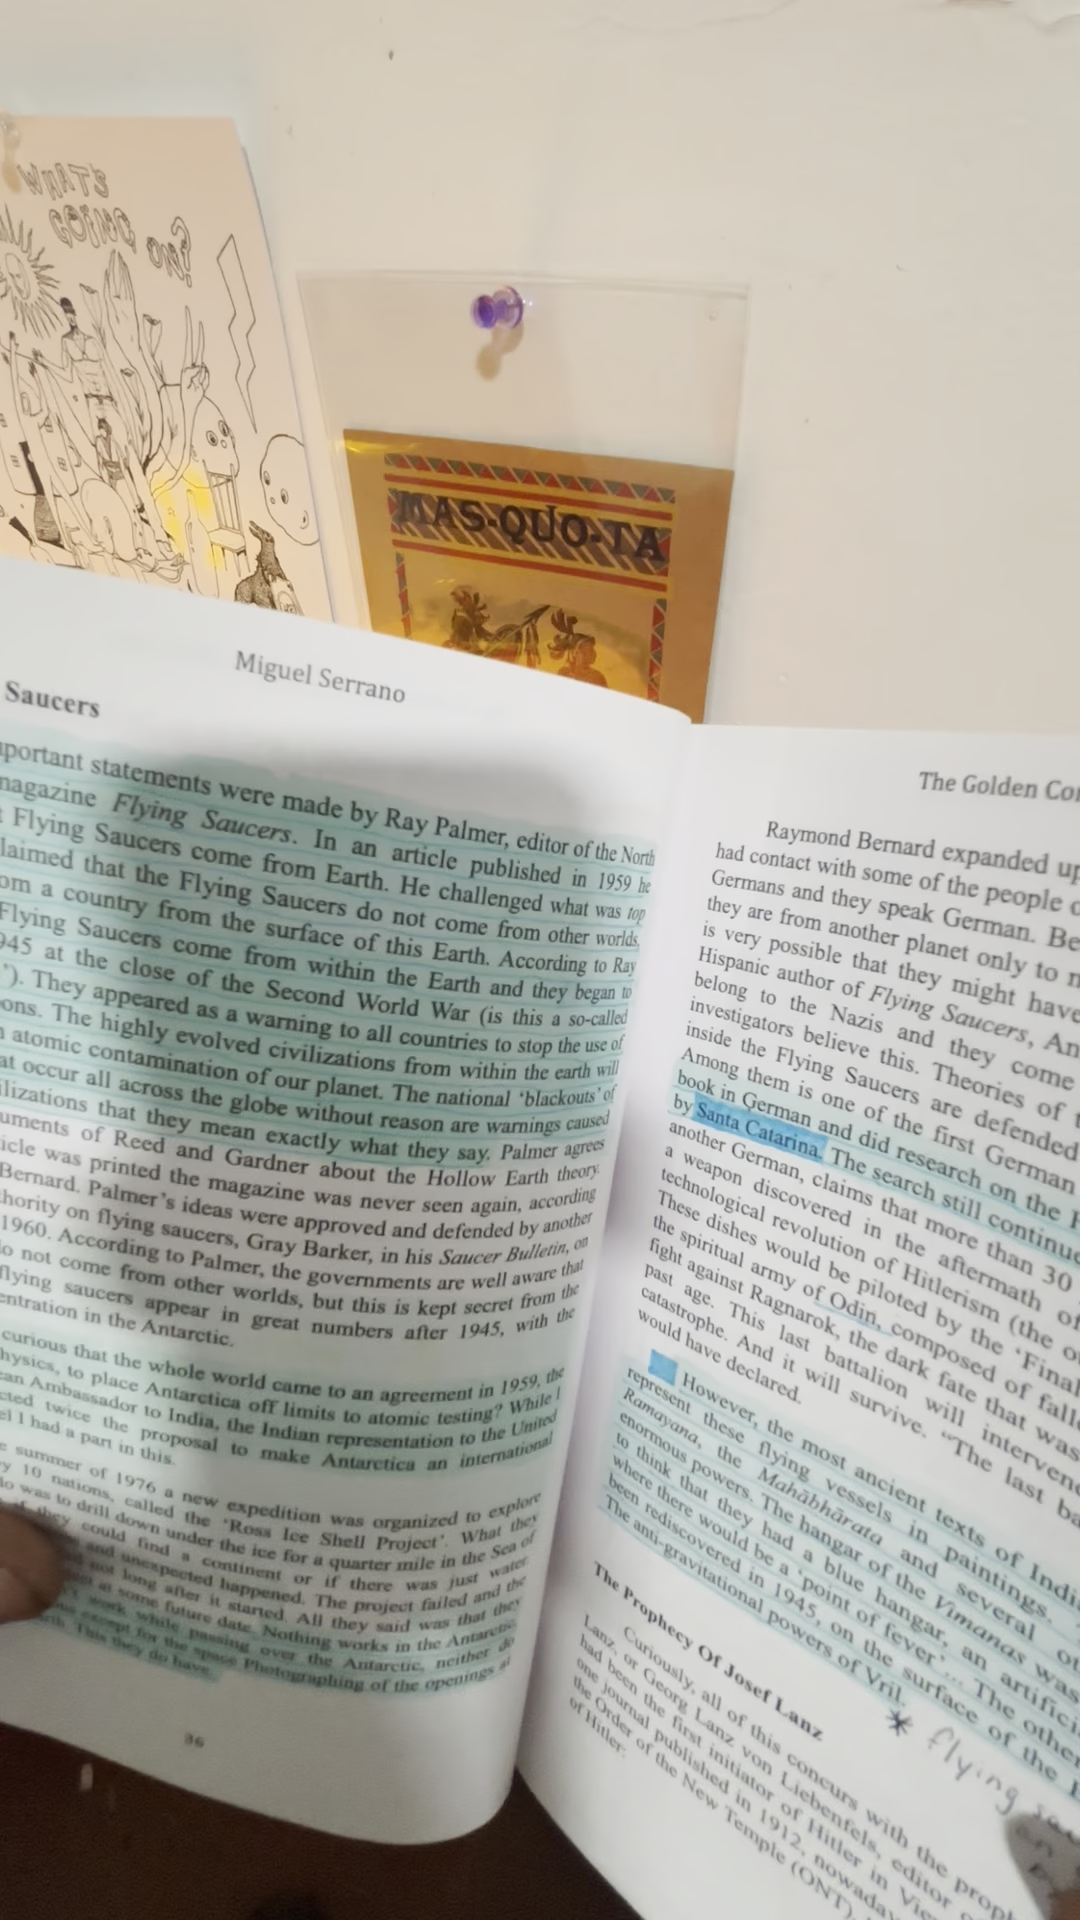 WHATS
GOING
ON?
MAS-QUO-TA
Miguel Serrano
Saucers
portant statements were made by Ray Palmer, editor of the North
magazine Flying Saucers. In an article published in 1959 he
Flying Saucers come from Earth. He challenged what was top
laimed that the Flying Saucers do not come from other worlds,
om a country from the surface of this Earth. According to Ray
Flying Saucers come from within the Earth and they began to
945 at the close of the Second World War (is this a so-called
'). They appeared as a warning to all countries to stop the use of
ons. The highly evolved civilizations from within the earth will
atomic contamination of our planet. The national 'blackouts' of
at occur all across the globe without reason are warnings caused
ilizations that they mean exactly what they say. Palmer agrees
uments of Reed and Gardner about the Hollow Earth theory.
icle was printed the magazine was never seen again, according
Bernard. Palmer's ideas were approved and defended by another
hority on flying saucers, Gray Barker, in his Saucer Bulletin, on
1960. According to Palmer, the governments are well aware that
o not come from other worlds, but this is kept secret from the
flying saucers appear in great numbers after 1945, with the
entration in the Antarctic.
curious that the whole world came to an agreement in 1959, the
hysics, to place Antarctica off limits to atomic testing? While I
ean Ambassador to India, the Indian representation to the United
cted twice the proposal to make Antarctica an international
el I had a part in this.
e summer of 1976 a new expedition was organized to explore
y 10 nations, called the 'Ross Ice Shell Project'. What they
do was to drill down under the ice for a quarter mile in the Sea of
if they could find a continent or if there was just water.
and unexpected happened. The project failed and the
not long after it started. All they said was that they
at some future date. Nothing works in the Antarctic
work while passing over the Antarctic, neither do
except for the space Photographing of the openings at
rth. This they do have.
36
The Golden Co
Raymond Bernard expanded up
had contact with some of the people o
Germans and they speak German. Be
they are from another planet only to m
is very possible that they might have
Hispanic author of Flying Saucers, An
belong to the Nazis and they come
investigators believe this. Theories of
inside the Flying Saucers are defended
Among them is one of the first German
book in German and did research on the
by Santa Catarina. The search still continue
another German, claims that more than 30
a weapon discovered in the aftermath of
technological revolution of Hitlerism (the o
These dishes would be piloted by the 'Final
the spiritual army of Odin, composed of fall
fight against Ragnarok, the dark fate that was
past age. This last battalion will interven
catastrophe. And it will survive. "The last ba
would have declared.
However, the most ancient texts of Indi
represent these flying vessels in paintings.
Ramayana, the Mahābhārata and several ot
enormous powers. The hangar of the Vimanas was
to think that they had a blue hangar, an artifici
where there would be a 'point of fever'... The other
been rediscovered in 1945, on the surface of the
The anti-gravitational powers of Vril.
* flying
The Prophecy Of Josef Lanz
Curiously, all of this concurs with the proph
Lanz, or Georg Lanz von Liebenfels, editor o
had been the first initiator of Hitler in Vie
one journal published in 1912, nowaday
the Order of the New Temple (ONT),
of Hitler: